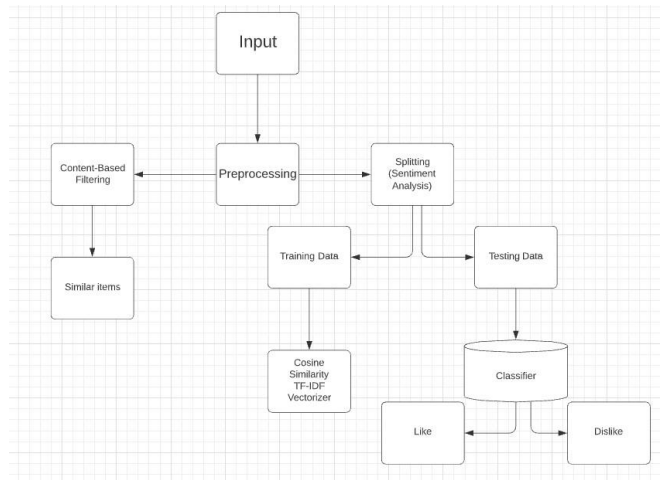 Input
Content-Based
Filtering
Preprocessing
Splitting
(Sentiment
Analysis)
Similar items
Training Data
Testing Data
Cosine
Similarity
TF-IDF
Vectorizer
Classifier
Like
Dislike